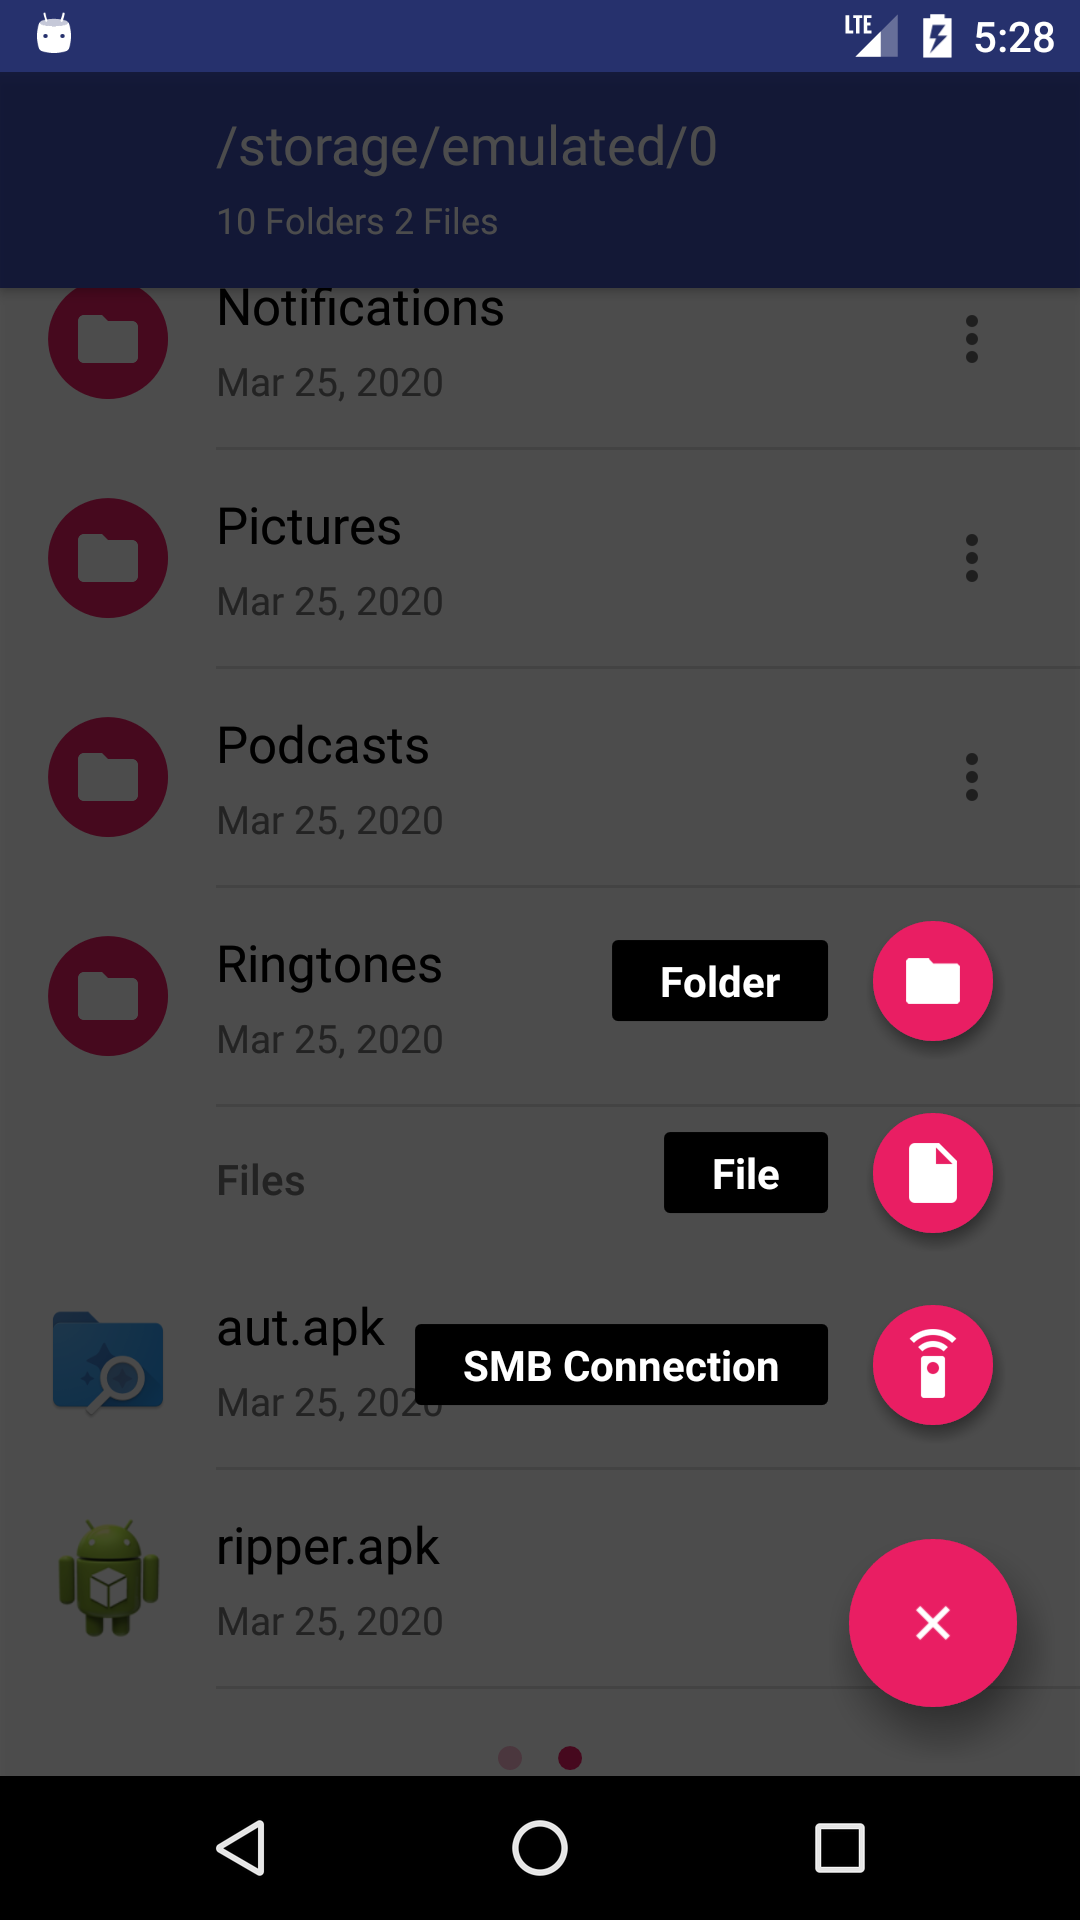 LTE 5:28
/storage/emulated/0
10 Folders 2 Files
Notifications
Mar 25, 2020
Pictures
Mar 25, 2020
Podcasts
Mar 25, 2020
Ringtones
Mar 25, 2020
Folder
Files
File
aut.apk
Mar 25, 2020
SMB Connection
ripper.apk
Mar 25, 2020